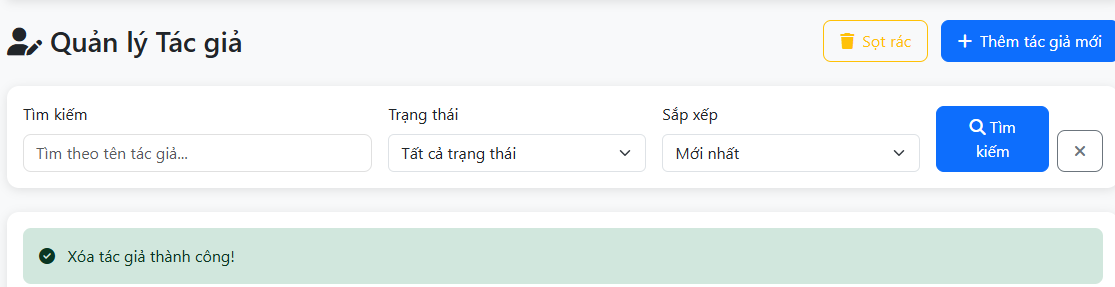 Quản lý Tác giả
Sọt rác
Thêm tác giả mới
Tìm kiếm
Trạng thái
Sắp xếp
Tìm theo tên tác giả...
Tất cả trạng thái
Mới nhất
Tìm
kiếm
Xóa tác giả thành công!